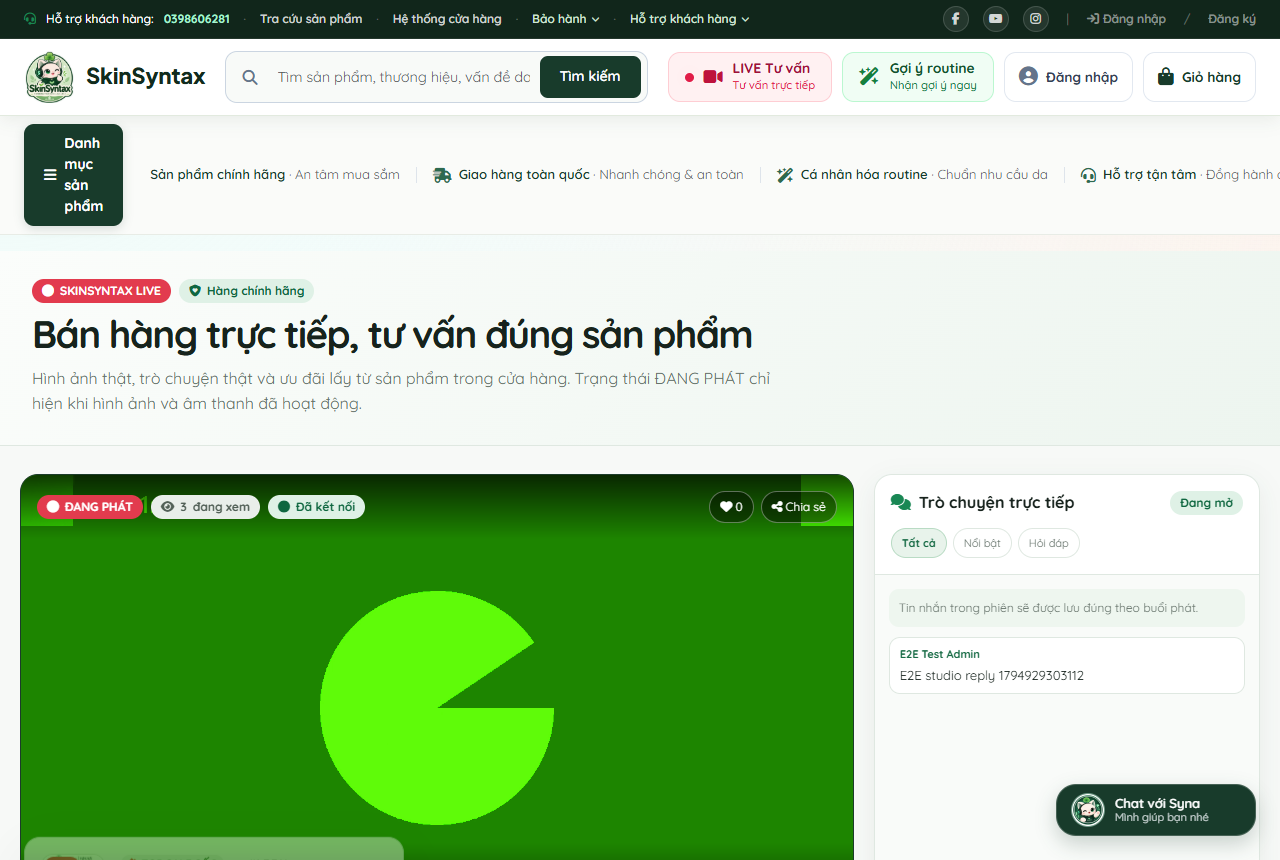 Hỗ trợ khách hàng: 0398606281 · Tra cứu sản phẩm · Hệ thống cửa hàng · Bảo hành · Hỗ trợ khách hàng | Đăng nhập / Đăng ký
SkinSyntax
SkinSyntax
Tìm sản phẩm, thương hiệu, vấn đề da
Tìm kiếm
LIVE Tư vấn
Tư vấn trực tiếp
Gợi ý routine
Nhận gợi ý ngay
Đăng nhập
Giỏ hàng
Danh
mục
sản
phẩm
Sản phẩm chính hãng · An tâm mua sắm
Giao hàng toàn quốc · Nhanh chóng & an toàn
Cá nhân hóa routine · Chuẩn nhu cầu da
Hỗ trợ tận tâm · Đồng hành
SKINSYNTAX LIVE
Hàng chính hãng
Bán hàng trực tiếp, tư vấn đúng sản phẩm
Hình ảnh thật, trò chuyện thật và ưu đãi lấy từ sản phẩm trong cửa hàng. Trạng thái ĐANG PHÁT chỉ
hiện khi hình ảnh và âm thanh đã hoạt động.
ĐANG PHÁT
3 đang xem
Đã kết nối
0
Chia sẻ
Trò chuyện trực tiếp
Đang mở
Tất cả
Nổi bật
Hỏi đáp
Tin nhắn trong phiên sẽ được lưu đúng theo buổi phát.
E2E Test Admin
E2E studio reply 1794929303112
Chat với Syna
Mình giúp bạn nhé